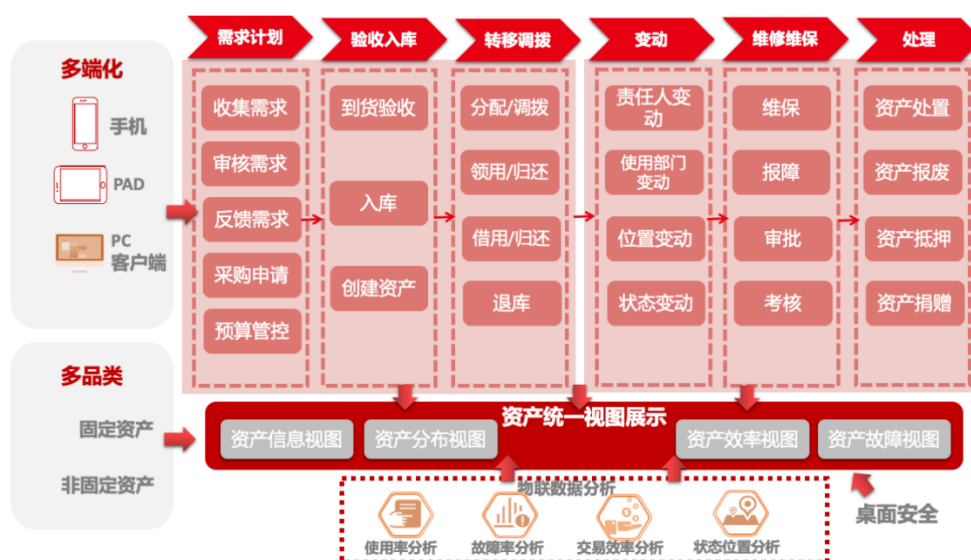 需求计划
验收入库
转移调拨
变动
维修维保
处理
多端化
手机
PAD
PC
客户端
收集需求
审核需求
反馈需求
采购申请
预算管控
到货验收
入库
创建资产
分配/调拨
领用/归还
借用/归还
退库
责任人变
动
使用部门
变动
位置变动
状态变动
维保
报障
审批
考核
资产处置
资产报废
资产抵押
资产捐赠
多品类
固定资产
非固定资产
资产统一视图展示
资产信息视图
资产分布视图
资产效率视图
资产故障视图
物联数据分析
使用率分析
故障率分析
交易效率分析
状态位置分析
桌面安全